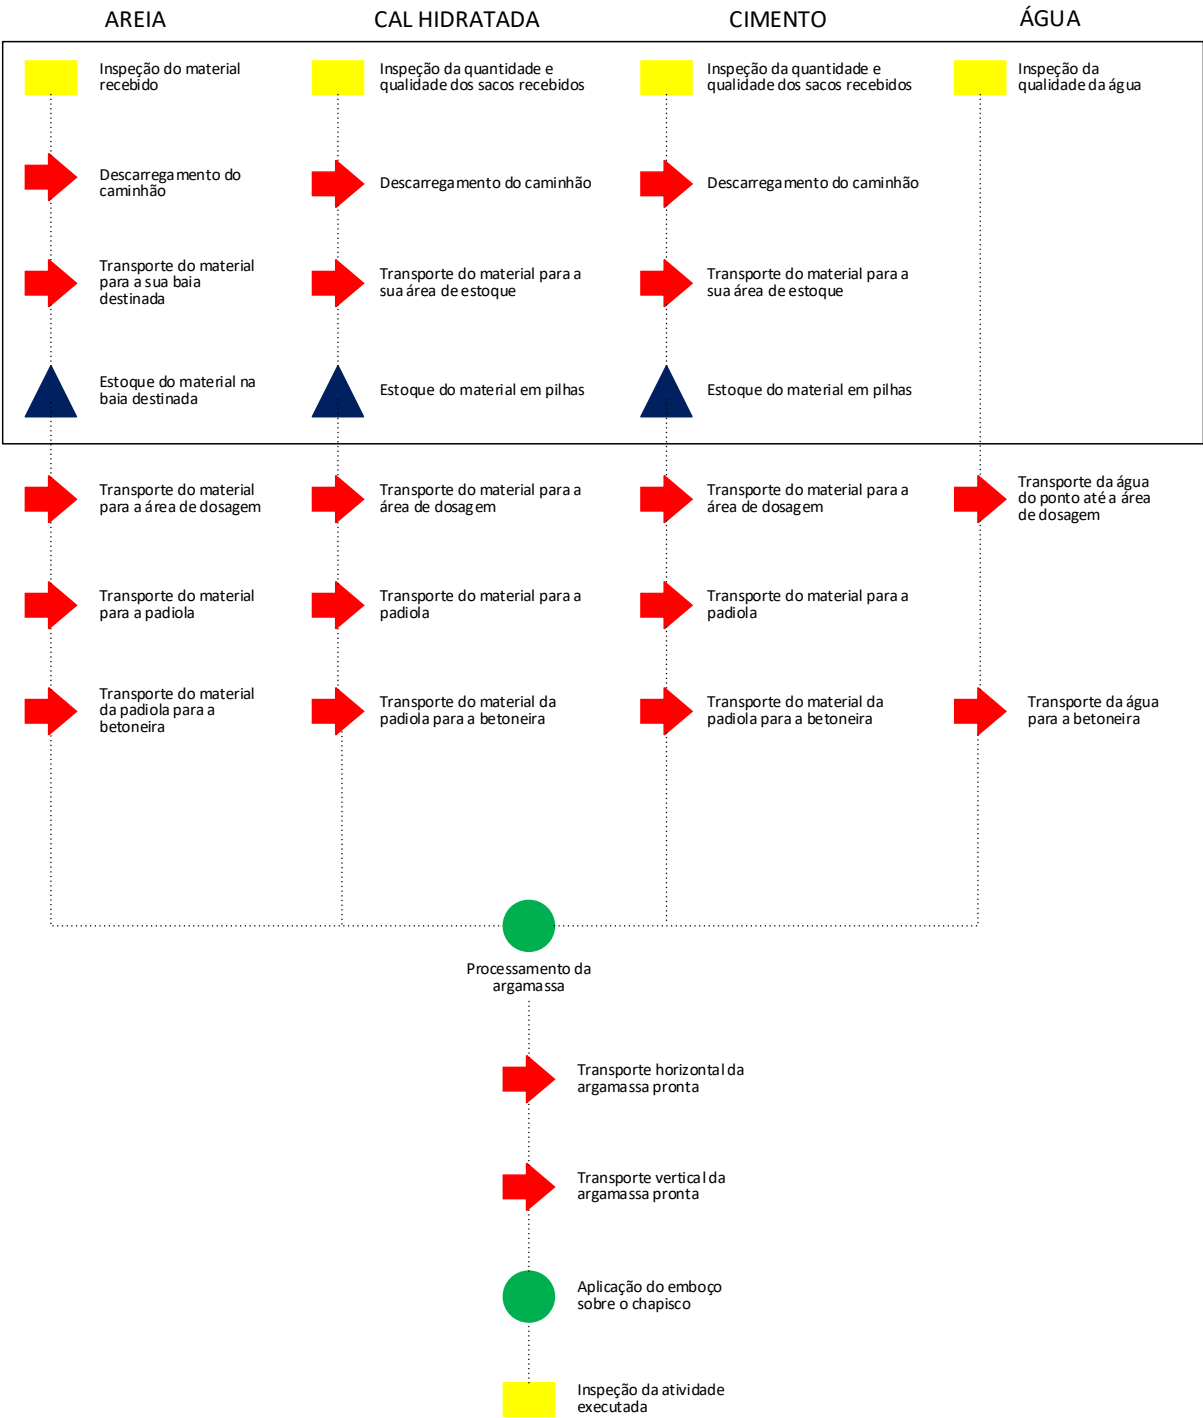 AREIA
CAL HIDRATADA
CIMENTO
ÁGUA
Inspeção do material
recebido
Inspeção da quantidade e
qualidade dos sacos recebidos
Inspeção da quantidade e
qualidade dos sacos recebidos
Inspeção da
qualidade da água
Descarregamento do
caminhão
Descarregamento do caminhão
Descarregamento do caminhão
Transporte do material
para a sua baia
destinada
Transporte do material para a
sua área de estoque
Transporte do material para a
sua área de estoque
Estoque do material na
baia destinada
Estoque do material em pilhas
Estoque do material em pilhas
Transporte do material
para a área de dosagem
Transporte do material para a
área de dosagem
Transporte do material para a
área de dosagem
Transporte da água
do ponto até a área
de dosagem
Transporte do material
para a padiola
Transporte do material para a
padiola
Transporte do material para a
padiola
Transporte do material
da padiola para a
betoneira
Transporte do material da
padiola para a betoneira
Transporte do material da
padiola para a betoneira
Transporte da água
para a betoneira
Processamento da
argamassa
Transporte horizontal da
argamassa pronta
Transporte vertical da
argamassa pronta
Aplicação do emboço
sobre o chapisco
Inspeção da atividade
executada